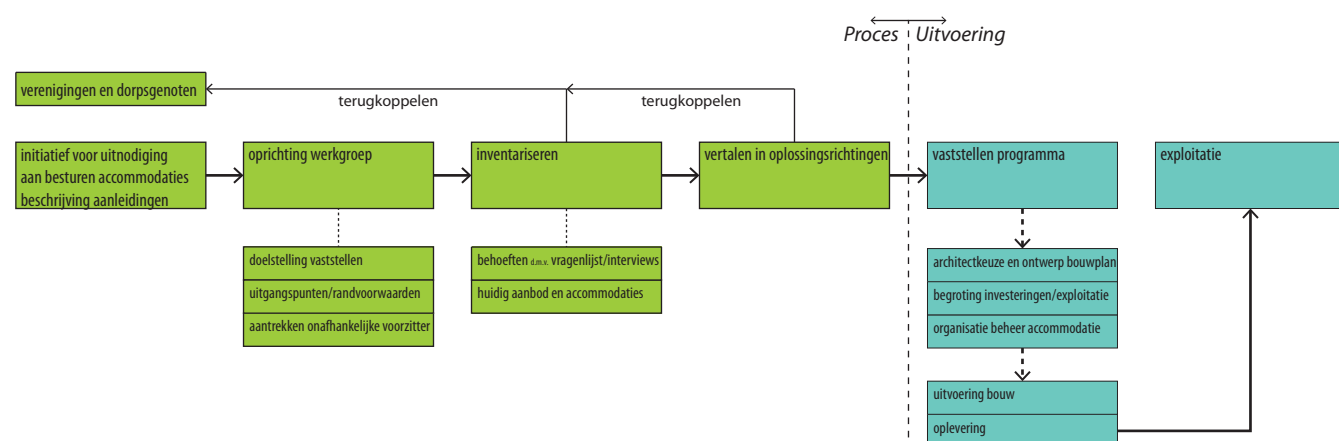 Proces Uitvoering
verenigingen en dorpsgenoten
terugkoppelen
terugkoppelen
initiatief voor uitnodiging
aan besturen accommodaties
beschrijving aanleidingen
oprichting werkgroep
inventariseren
vertalen in oplossingsrichtingen
vaststellen programma
exploitatie
doelstelling vaststellen
uitgangspunten/randvoorwaarden
aantrekken onafhankelijke voorzitter
behoeften d.m.v. vragenlijst/interviews
huidig aanbod en accommodaties
architectkeuze en ontwerp bouwplan
begroting investeringen/exploitatie
organisatie beheer accommodatie
uitvoering bouw
oplevering